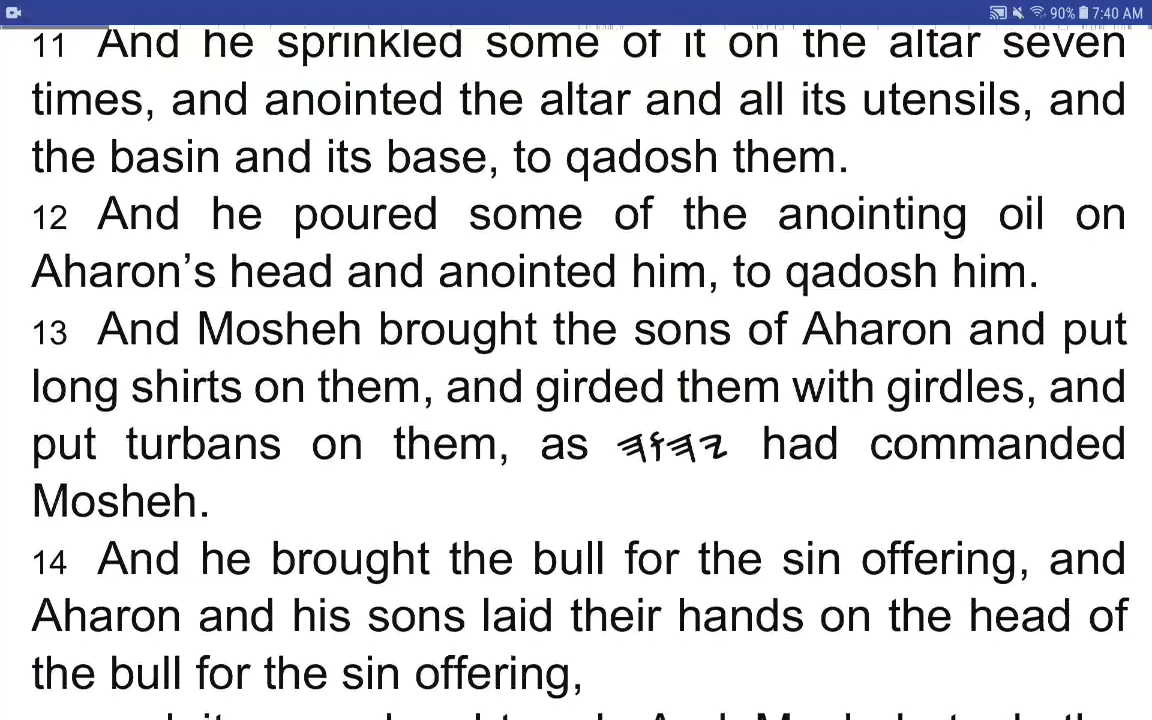 90% 7:40 AM
11 And he sprinkled some of it on the altar seven
times, and anointed the altar and all its utensils, and
the basin and its base, to qadosh them.
12 And he poured some of the anointing oil on
Aharon’s head and anointed him, to qadosh him.
13 And Mosheh brought the sons of Aharon and put
long shirts on them, and girded them with girdles, and
put turbans on them, as 𐤉𐤄𐤅𐤄 had commanded
Mosheh.
14 And he brought the bull for the sin offering, and
Aharon and his sons laid their hands on the head of
the bull for the sin offering,